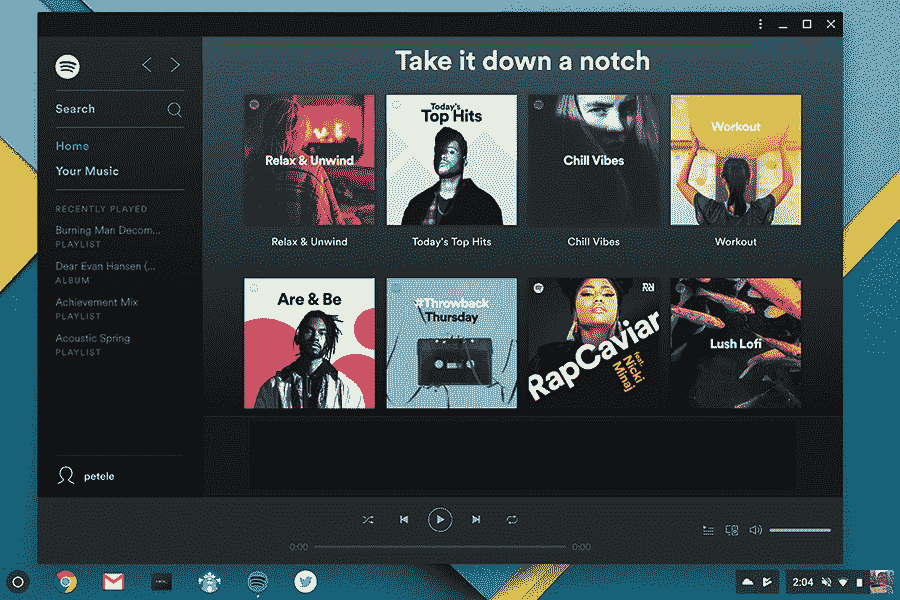 Search
Home
Your Music
RECENTLY PLAYED
Burning Man Decom...
PLAYLIST
Dear Evan Hansen (...
ALBUM
Achievement Mix
PLAYLIST
Acoustic Spring
PLAYLIST
petele
Take it down a notch
Relax & Unwind
Today's
Top Hits
Chill Vibes
Workout
Relax & Unwind
Today's Top Hits
Chill Vibes
Workout
Are & Be
#Throwback
Thursday
RapCaviar
feat.
Nicki
Minaj
Lush Lofi
0:00
0:00
2:04